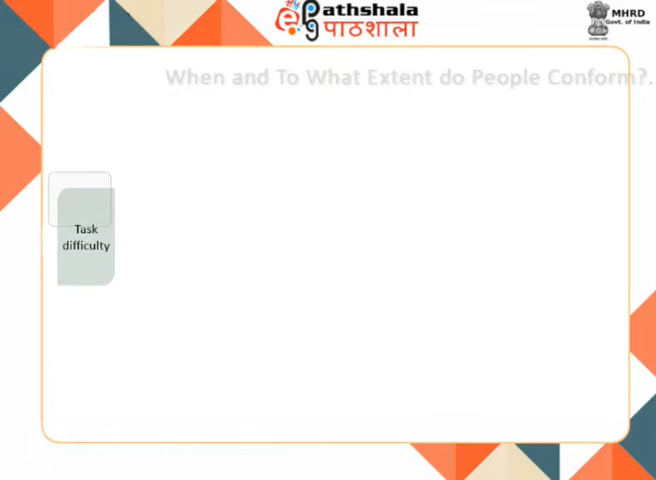 ePathshala
पाठशाला
MHRD
Govt. of India
When and To What Extent do People Conform?.
Task
difficulty